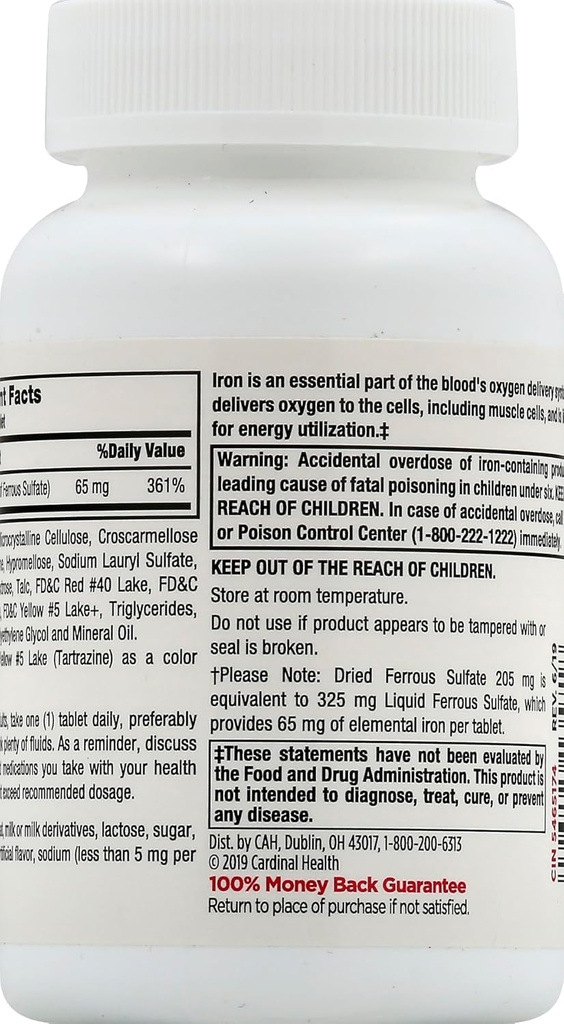 Facts
%Daily Value
Ferrous Sulfate) 65 mg 361%
Cellulose, Croscarmellose
Hypromellose, Sodium Lauryl Sulfate,
Talc, FD&C Red #40 Lake, FD&C
FD&C Yellow #5 Lake+, Triglycerides,
Glycol and Mineral Oil.
#5 Lake (Tartrazine) as a color
take one (1) tablet daily, preferably
plenty of fluids. As a reminder, discuss
medications you take with your health
exceed recommended dosage.
milk or milk derivatives, lactose, sugar,
flavor, sodium (less than 5 mg per
Iron is an essential part of the blood's oxygen delivery
delivers oxygen to the cells, including muscle cells, and
for energy utilization.‡
Warning: Accidental overdose of iron-containing
leading cause of fatal poisoning in children under six.
REACH OF CHILDREN. In case of accidental overdose,
or Poison Control Center (1-800-222-1222) immediately.
KEEP OUT OF THE REACH OF CHILDREN.
Store at room temperature.
Do not use if product appears to be tampered with or
seal is broken.
†Please Note: Dried Ferrous Sulfate 205 mg is
equivalent to 325 mg Liquid Ferrous Sulfate, which
provides 65 mg of elemental iron per tablet.
‡These statements have not been evaluated by
the Food and Drug Administration. This product is
not intended to diagnose, treat, cure, or prevent
any disease.
Dist. by CAH, Dublin, OH 43017, 1-800-200-6313
© 2019 Cardinal Health
100% Money Back Guarantee
Return to place of purchase if not satisfied.
CIN 5465174 REV. 6/19